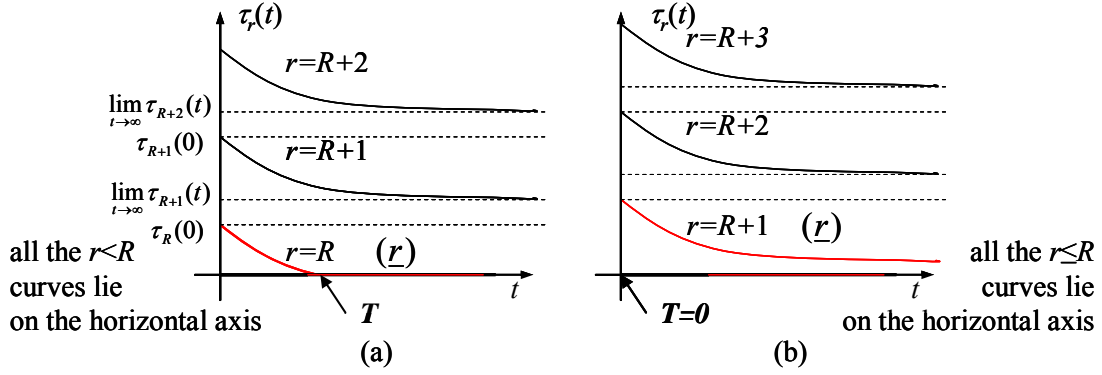 τr(t)
r=R+2
lim τR+2(t)
t→∞
τR+1(0)
r=R+1
lim τR+1(t)
t→∞
τR(0)
r=R
(r)
all the r<R
curves lie
on the horizontal axis
t
T
(a)
τr(t)
r=R+3
r=R+2
r=R+1
(r)
t
T=0
all the r≤R
curves lie
on the horizontal axis
(b)